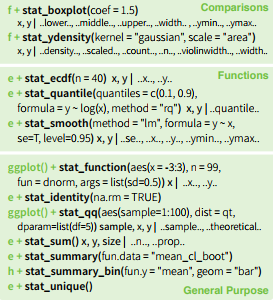 Comparisons
f + stat_boxplot(coef = 1.5)
x, y | ..lower.., ..middle.., ..upper.., ..width.. , ..ymin.., ..ymax..
f + stat_ydensity(kernel = "gaussian", scale = "area")
x, y | ..density.., ..scaled.., ..count.., ..n.., ..violinwidth.., ..width..
Functions
e + stat_ecdf(n = 40) x, y | ..x.., ..y..
e + stat_quantile(quantiles = c(0.1, 0.9),
formula = y ~ log(x), method = "rq") x, y | ..quantile..
e + stat_smooth(method = "lm", formula = y ~ x,
se=T, level=0.95) x, y | ..se.., ..x.., ..y.., ..ymin.., ..ymax..
ggplot() + stat_function(aes(x = -3:3), n = 99,
fun = dnorm, args = list(sd=0.5)) x | ..x.., ..y..
e + stat_identity(na.rm = TRUE)
ggplot() + stat_qq(aes(sample=1:100), dist = qt,
dparam=list(df=5)) sample, x, y | ..sample.., ..theoretical..
e + stat_sum() x, y, size | ..n.., ..prop..
e + stat_summary(fun.data = "mean_cl_boot")
h + stat_summary_bin(fun.y = "mean", geom = "bar")
e + stat_unique()
General Purpose